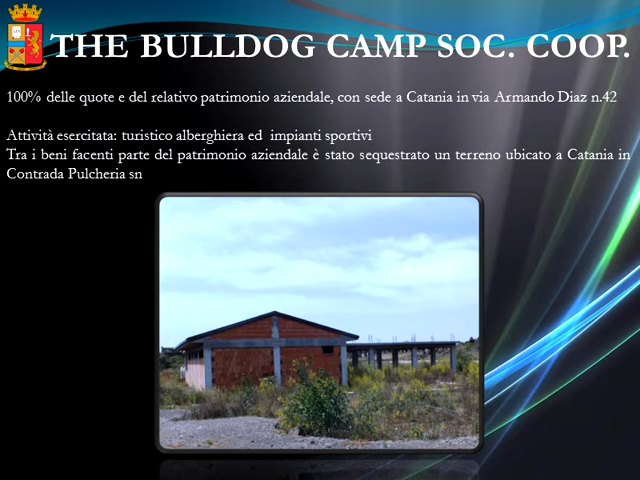 THE BULLDOG CAMP SOC. COOP.
100% delle quote e del relativo patrimonio aziendale, con sede a Catania in via Armando Diaz n.42
Attività esercitata: turistico alberghiera ed impianti sportivi
Tra i beni facenti parte del patrimonio aziendale è stato sequestrato un terreno ubicato a Catania in
Contrada Pulcheria sn